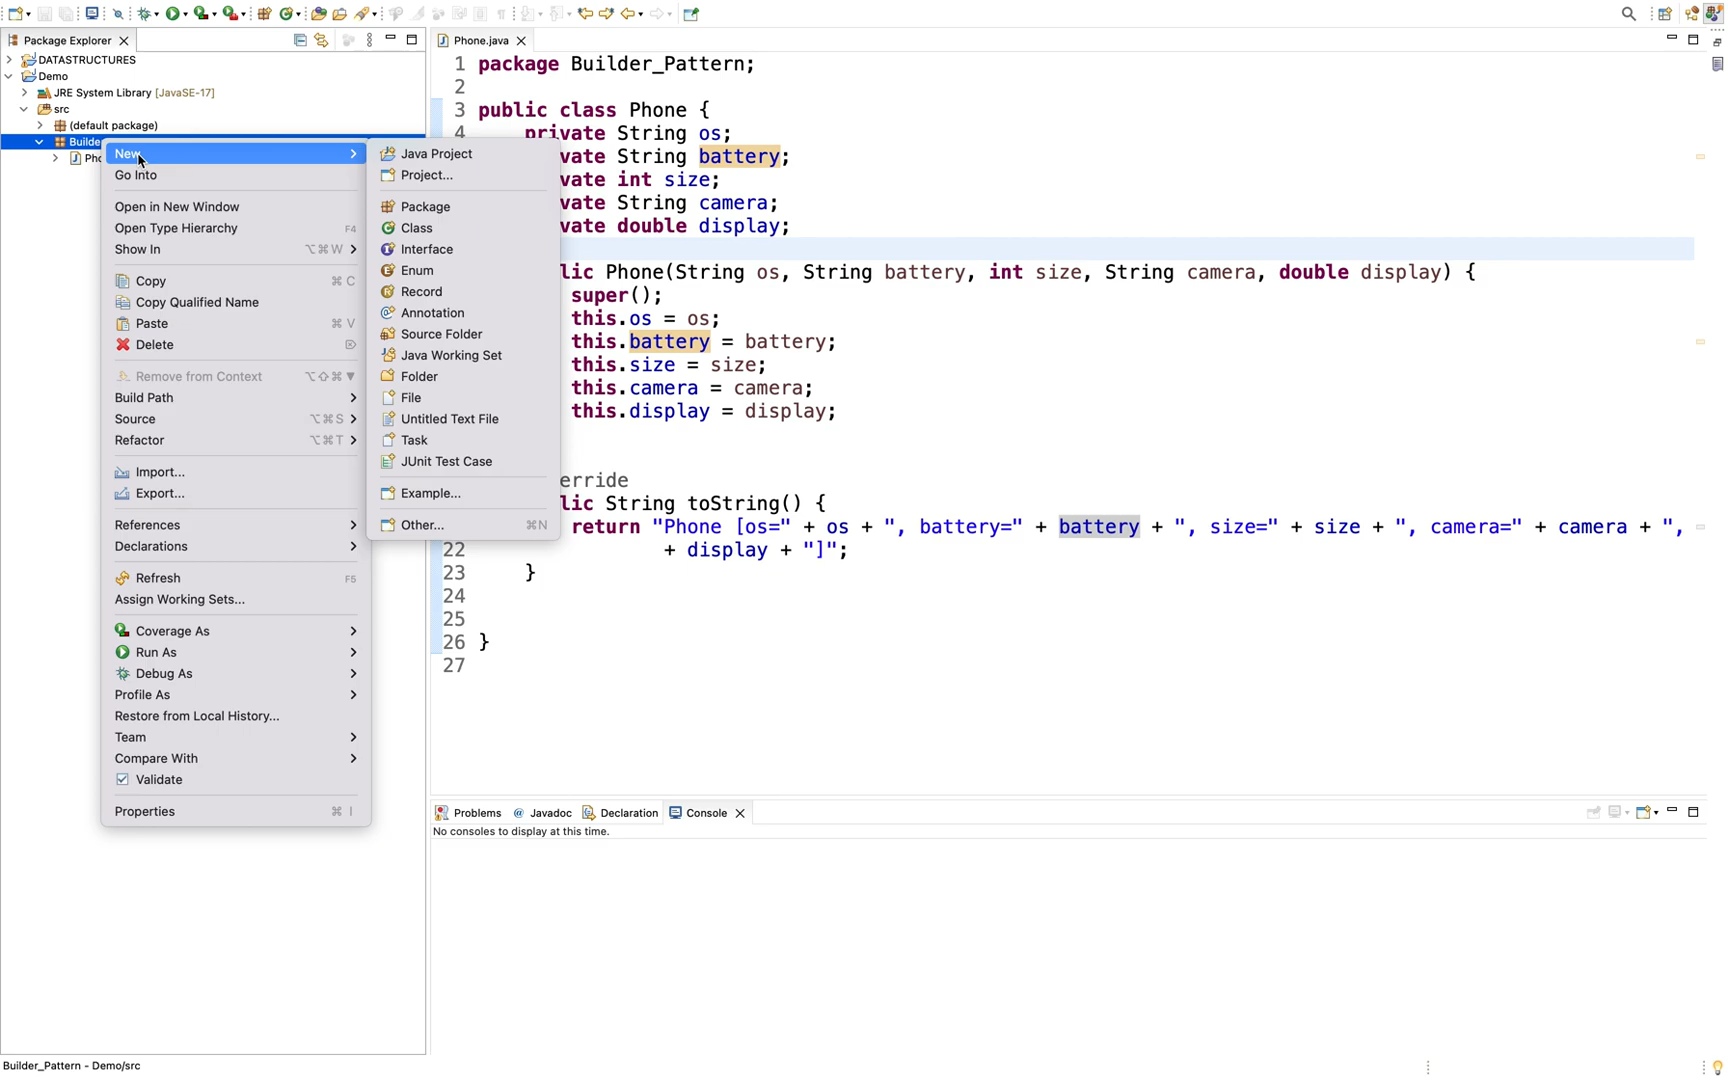 Package Explorer
DATASTRUCTURES
Demo
JRE System Library [JavaSE-17]
src
(default package)
New
Go Into
Open in New Window
Open Type Hierarchy F4
Show In ⌥⌘W
Copy ⌘ C
Copy Qualified Name
Paste ⌘ V
Delete ⌦
Remove from Context ⌥⇧⌘▼
Build Path
Source ⌥⌘S
Refactor ⌥⌘T
Import...
Export...
References
Declarations
Refresh F5
Assign Working Sets...
Coverage As
Run As
Debug As
Profile As
Restore from Local History...
Team
Compare With
Validate
Properties ⌘ I
Java Project
Project...
Package
Class
Interface
Enum
Record
Annotation
Source Folder
Java Working Set
Folder
File
Untitled Text File
Task
JUnit Test Case
Example...
Other... ⌘N
Phone.java
1 package Builder_Pattern;
2
3 public class Phone {
4 private String os;
vate String battery;
vate int size;
vate String camera;
vate double display;
lic Phone(String os, String battery, int size, String camera, double display) {
super();
this.os = os;
this.battery = battery;
this.size = size;
this.camera = camera;
this.display = display;
erride
lic String toString() {
return "Phone [os=" + os + ", battery=" + battery + ", size=" + size + ", camera=" + camera + ",
22 + display + "]";
23 }
24
25
26 }
27
Problems Javadoc Declaration Console
No consoles to display at this time.
Builder_Pattern - Demo/src